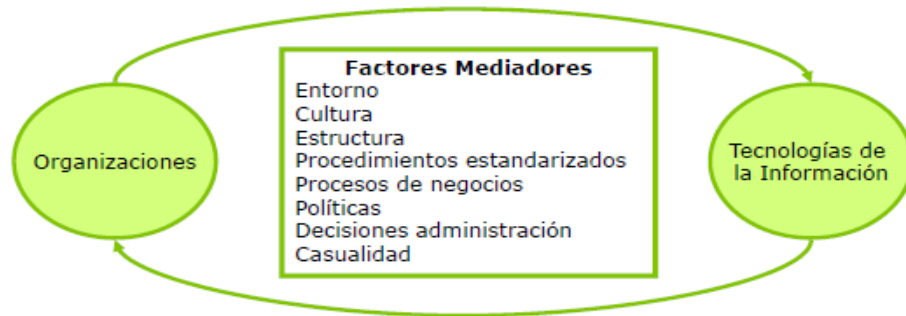 Factores Mediadores
Entorno
Cultura
Estructura
Procedimientos estandarizados
Procesos de negocios
Políticas
Decisiones administración
Casualidad
Organizaciones
Tecnologías de
la Información